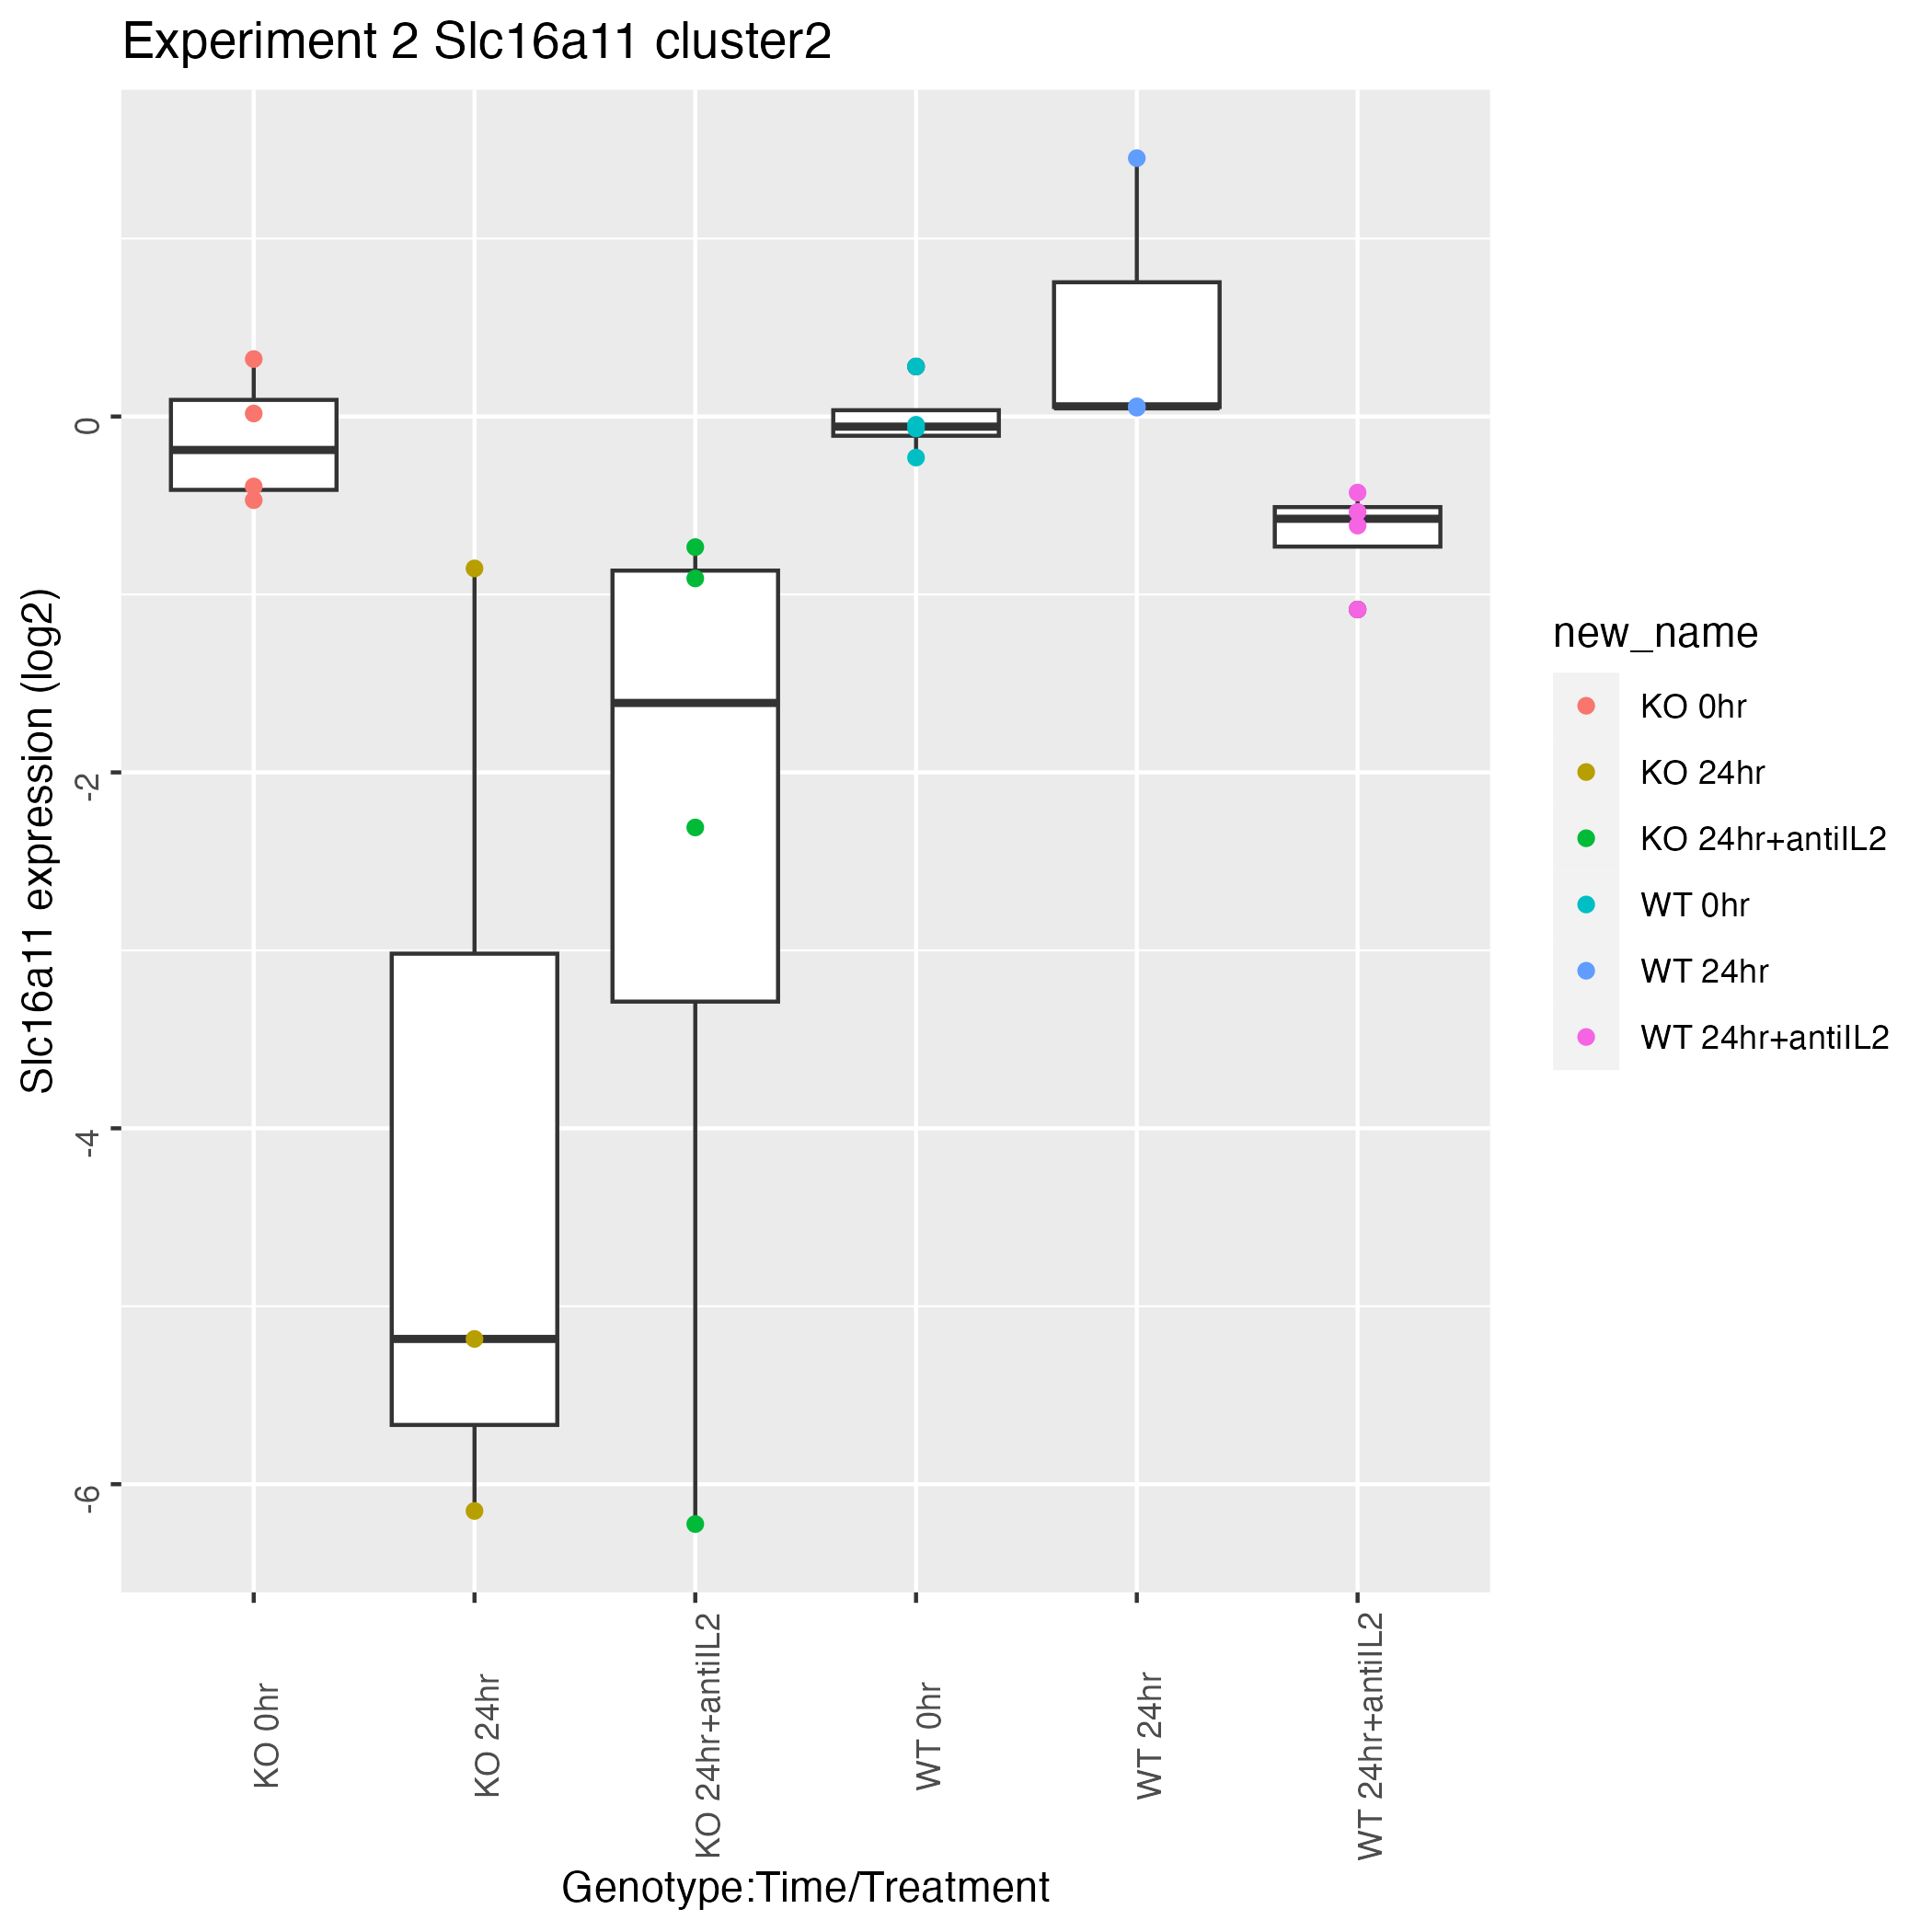 Experiment 2 Slc16a11 cluster2
Slc16a11 expression (log2)
0
-2
-4
-6
KO 0hr
KO 24hr
KO 24hr+antiIL2
WT 0hr
WT 24hr
WT 24hr+antiIL2
Genotype:Time/Treatment
new_name
KO 0hr
KO 24hr
KO 24hr+antiIL2
WT 0hr
WT 24hr
WT 24hr+antiIL2